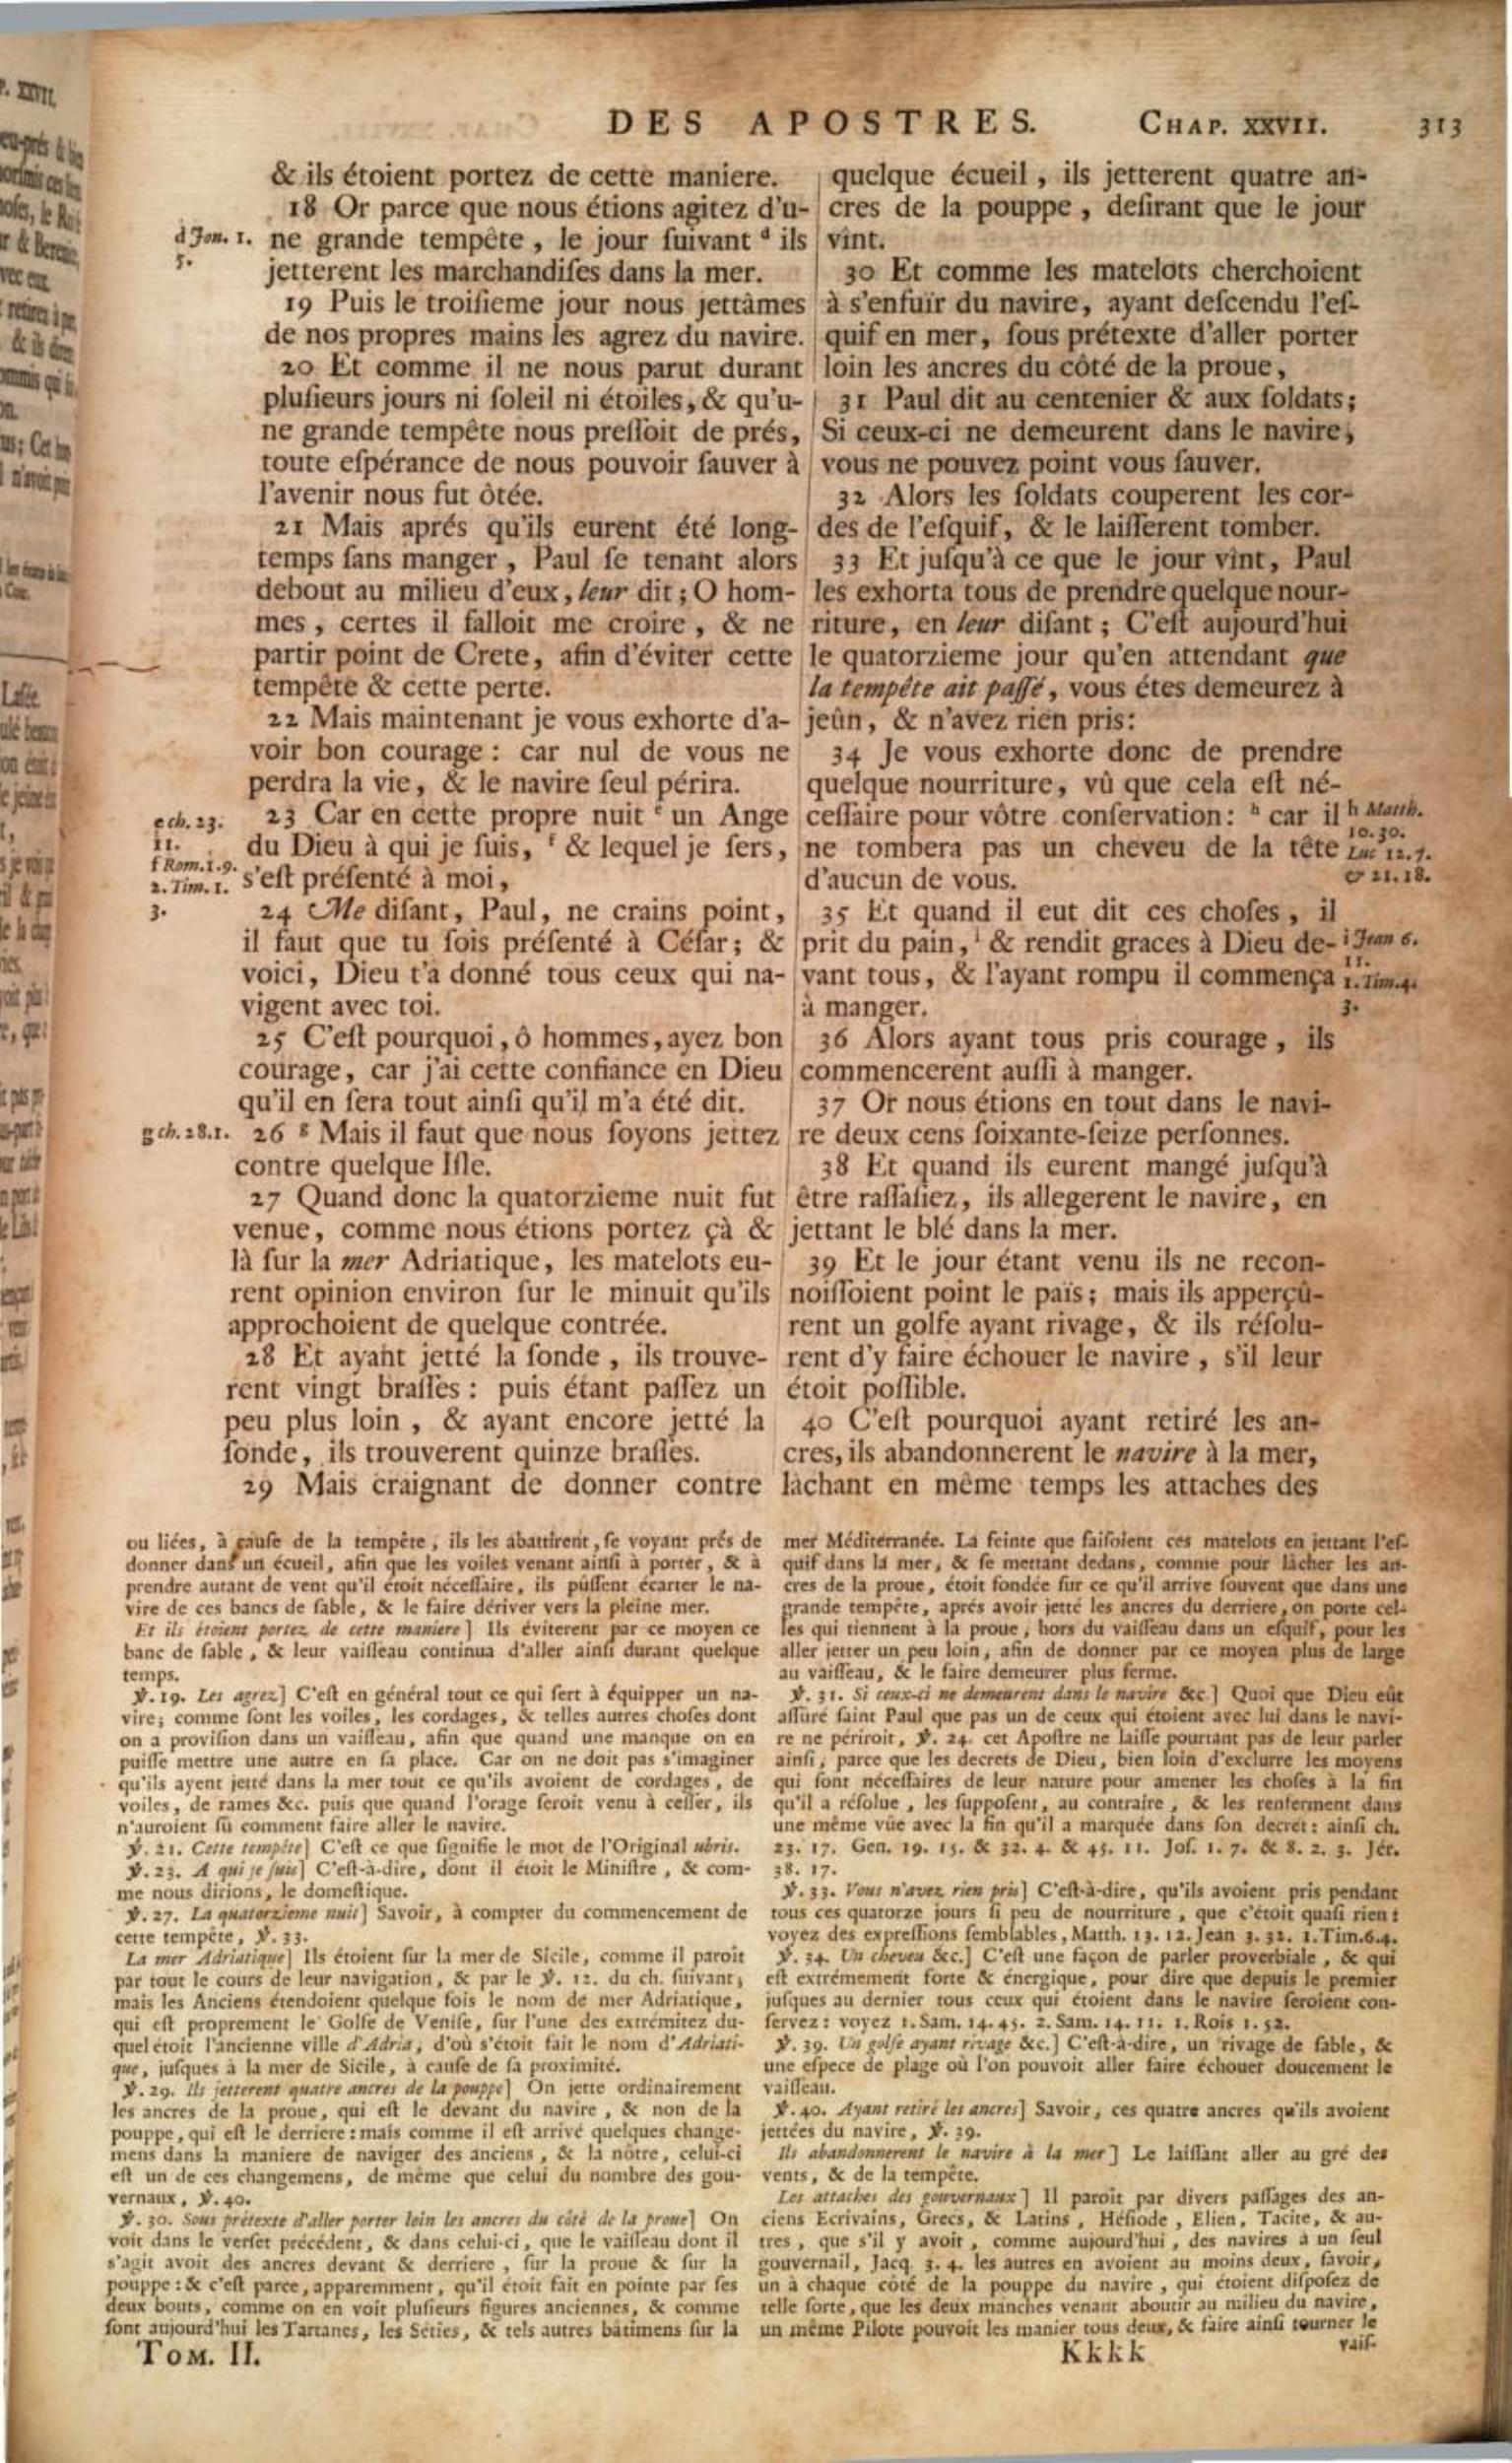 DES APOSTRES. CHAP. XXVII. 313
& ils étoient portez de cette maniere.
18 Or parce que nous étions agitez d'u-
ne grande tempête, le jour ſuivant d ils
jetterent les marchandiſes dans la mer.
19 Puis le troiſieme jour nous jettâmes
de nos propres mains les agrez du navire.
20 Et comme il ne nous parut durant
pluſieurs jours ni ſoleil ni étoiles, & qu'u-
ne grande tempête nous preſſoit de prés,
toute eſpérance de nous pouvoir ſauver à
l'avenir nous fut ôtée.
21 Mais aprés qu'ils eurent été long-
temps ſans manger, Paul ſe tenant alors
debout au milieu d'eux, leur dit; O hom-
mes, certes il falloit me croire, & ne
partir point de Crete, afin d'éviter cette
tempête & cette perte.
22 Mais maintenant je vous exhorte d'a-
voir bon courage: car nul de vous ne
perdra la vie, & le navire ſeul périra.
23 Car en cette propre nuit e un Ange
du Dieu à qui je ſuis, f & lequel je ſers,
s'eſt préſenté à moi,
24 Me diſant, Paul, ne crains point,
il faut que tu ſois préſenté à Céſar; &
voici, Dieu t'a donné tous ceux qui na-
vigent avec toi.
25 C'eſt pourquoi, ô hommes, ayez bon
courage, car j'ai cette confiance en Dieu
qu'il en ſera tout ainſi qu'il m'a été dit.
26 g Mais il faut que nous ſoyons jettez
contre quelque Iſle.
27 Quand donc la quatorzieme nuit fut
venue, comme nous étions portez çà &
là ſur la mer Adriatique, les matelots eu-
rent opinion environ ſur le minuit qu'ils
approchoient de quelque contrée.
28 Et ayant jetté la ſonde, ils trouve-
rent vingt braſſes: puis étant paſſez un
peu plus loin, & ayant encore jetté la
ſonde, ils trouverent quinze braſſes.
29 Mais craignant de donner contre
d Jon. 1.
5.
e ch. 23.
11.
f Rom. 1. 9.
2. Tim. 1.
3.
g ch. 28. 1.
quelque écueil, ils jetterent quatre an-
cres de la pouppe, deſirant que le jour
vînt.
30 Et comme les matelots cherchoient
à s'enfuïr du navire, ayant deſcendu l'eſ-
quif en mer, ſous prétexte d'aller porter
loin les ancres du côté de la proue,
31 Paul dit au centenier & aux ſoldats;
Si ceux-ci ne demeurent dans le navire,
vous ne pouvez point vous ſauver.
32 Alors les ſoldats couperent les cor-
des de l'eſquif, & le laiſſerent tomber.
33 Et juſqu'à ce que le jour vint, Paul
les exhorta tous de prendre quelque nour-
riture, en leur diſant; C'eſt aujourd'hui
le quatorzieme jour qu'en attendant que
la tempête ait paſſé, vous étes demeurez à
jeûn, & n'avez rien pris:
34 Je vous exhorte donc de prendre
quelque nourriture, vû que cela eſt né-
ceſſaire pour vôtre conſervation: h car il
ne tombera pas un cheveu de la tête
d'aucun de vous.
35 Et quand il eut dit ces choſes, il
prit du pain, i & rendit graces à Dieu de-
vant tous, & l'ayant rompu il commença
à manger.
36 Alors ayant tous pris courage, ils
commencerent auſſi à manger.
37 Or nous étions en tout dans le navi-
re deux cens ſoixante-ſeize perſonnes.
38 Et quand ils eurent mangé juſqu'à
être raſſaſiez, ils allegerent le navire, en
jettant le blé dans la mer.
39 Et le jour étant venu ils ne recon-
noiſſoient point le païs; mais ils apperçû-
rent un golfe ayant rivage, & ils réſolu-
rent d'y faire échouer le navire, s'il leur
étoit poſſible.
40 C'eſt pourquoi ayant retiré les an-
cres, ils abandonnerent le navire à la mer,
lâchant en même temps les attaches des
h Matth.
10. 30.
Luc 12. 7.
& 21. 18.
i Jean 6.
11.
1. Tim. 4.
3.
ou liées, à cauſe de la tempête, ils les abattirent, ſe voyant prés de
donner dans un écueil, afin que les voiles venant ainſi à porter, & à
prendre autant de vent qu'il étoit néceſſaire, ils pûſſent écarter le na-
vire de ces bancs de ſable, & le faire dériver vers la pleine mer.
Et ils étoient portez de cette maniere] Ils éviterent par ce moyen ce
banc de ſable, & leur vaiſſeau continua d'aller ainſi durant quelque
temps.
℣. 19. Les agrez] C'eſt en général tout ce qui ſert à équipper un na-
vire; comme ſont les voiles, les cordages, & telles autres choſes dont
on a proviſion dans un vaiſſeau, afin que quand une manque on en
puiſſe mettre une autre en ſa place. Car on ne doit pas s'imaginer
qu'ils ayent jetté dans la mer tout ce qu'ils avoient de cordages, de
voiles, de rames &c. puis que quand l'orage ſeroit venu à ceſſer, ils
n'auroient ſû comment faire aller le navire.
℣. 21. Cette tempête] C'eſt ce que ſignifie le mot de l'Original ubris.
℣. 23. A qui je ſuis] C'eſt-à-dire, dont il étoit le Miniſtre, & com-
me nous dirions, le domeſtique.
℣. 27. La quatorzieme nuit] Savoir, à compter du commencement de
cette tempête, ℣. 33.
La mer Adriatique] Ils étoient ſur la mer de Sicile, comme il paroît
par tout le cours de leur navigation, & par le ℣. 12. du ch. ſuivant;
mais les Anciens étendoient quelque fois le nom de mer Adriatique,
qui eſt proprement le Golfe de Veniſe, ſur l'une des extrémitez du-
quel étoit l'ancienne ville d'Adria, d'où s'étoit fait le nom d'Adriati-
que, juſques à la mer de Sicile, à cauſe de ſa proximité.
℣. 29. Ils jetterent quatre ancres de la pouppe] On jette ordinairement
les ancres de la proue, qui eſt le devant du navire, & non de la
pouppe, qui eſt le derriere: mais comme il eſt arrivé quelques change-
mens dans la maniere de naviger des anciens, & la nôtre, celui-ci
eſt un de ces changemens, de même que celui du nombre des gou-
vernaux, ℣. 40.
℣. 30. Sous prétexte d'aller porter loin les ancres du côté de la proue] On
voit dans le verſet précédent, & dans celui-ci, que le vaiſſeau dont il
s'agit avoit des ancres devant & derriere, ſur la proue & ſur la
pouppe: & c'eſt parce, apparemment, qu'il étoit fait en pointe par ſes
deux bouts, comme on en voit pluſieurs figures anciennes, & comme
ſont aujourd'hui les Tartanes, les Séties, & tels autres bâtimens ſur la
mer Méditerranée. La feinte que faiſoient ces matelots en jettant l'eſ-
quif dans la mer, & ſe mettant dedans, comme pour lâcher les an-
cres de la proue, étoit fondée ſur ce qu'il arrive ſouvent que dans une
grande tempête, aprés avoir jetté les ancres du derriere, on porte cel-
les qui tiennent à la proue, hors du vaiſſeau dans un eſquif, pour les
aller jetter un peu loin, afin de donner par ce moyen plus de large
au vaiſſeau, & le faire demeurer plus ferme.
℣. 31. Si ceux-ci ne demeurent dans le navire &c.] Quoi que Dieu eût
aſſuré ſaint Paul que pas un de ceux qui étoient avec lui dans le navi-
re ne périroit, ℣. 24. cet Apoſtre ne laiſſe pourtant pas de leur parler
ainſi, parce que les decrets de Dieu, bien loin d'exclurre les moyens
qui ſont néceſſaires de leur nature pour amener les choſes à la fin
qu'il a réſolue, les ſuppoſent, au contraire, & les renferment dans
une même vûe avec la fin qu'il a marquée dans ſon decret: ainſi ch.
23. 17. Gen. 19. 15. & 32. 4. & 45. 11. Joſ. 1. 7. & 8. 2. 3. Jér.
38. 17.
℣. 33. Vous n'avez rien pris] C'eſt-à-dire, qu'ils avoient pris pendant
tous ces quatorze jours ſi peu de nourriture, que c'étoit quaſi rien:
voyez des expreſſions ſemblables, Matth. 13. 12. Jean 3. 32. 1. Tim. 6. 4.
℣. 34. Un cheveu &c.] C'eſt une façon de parler proverbiale, & qui
eſt extrémement forte & énergique, pour dire que depuis le premier
juſques au dernier tous ceux qui étoient dans le navire ſeroient con-
ſervez: voyez 1. Sam. 14. 45. 2. Sam. 14. 11. 1. Rois 1. 52.
℣. 39. Un golfe ayant rivage &c.] C'eſt-à-dire, un rivage de ſable, &
une eſpece de plage où l'on pouvoit aller faire échouer doucement le
vaiſſeau.
℣. 40. Ayant retiré les ancres] Savoir, ces quatre ancres qu'ils avoient
jettées du navire, ℣. 39.
Ils abandonnerent le navire à la mer] Le laiſſant aller au gré des
vents, & de la tempête.
Les attaches des gouvernaux] Il paroît par divers paſſages des an-
ciens Ecrivains, Grecs, & Latins, Héſiode, Elien, Tacite, & au-
tres, que s'il y avoit, comme aujourd'hui, des navires à un ſeul
gouvernail, Jacq. 3. 4. les autres en avoient au moins deux, ſavoir,
un à chaque côté de la pouppe du navire, qui étoient diſpoſez de
telle ſorte, que les deux manches venant aboutir au milieu du navire,
un même Pilote pouvoit les manier tous deux, & faire ainſi tourner le
TOM. II. Kkkk vaiſ-